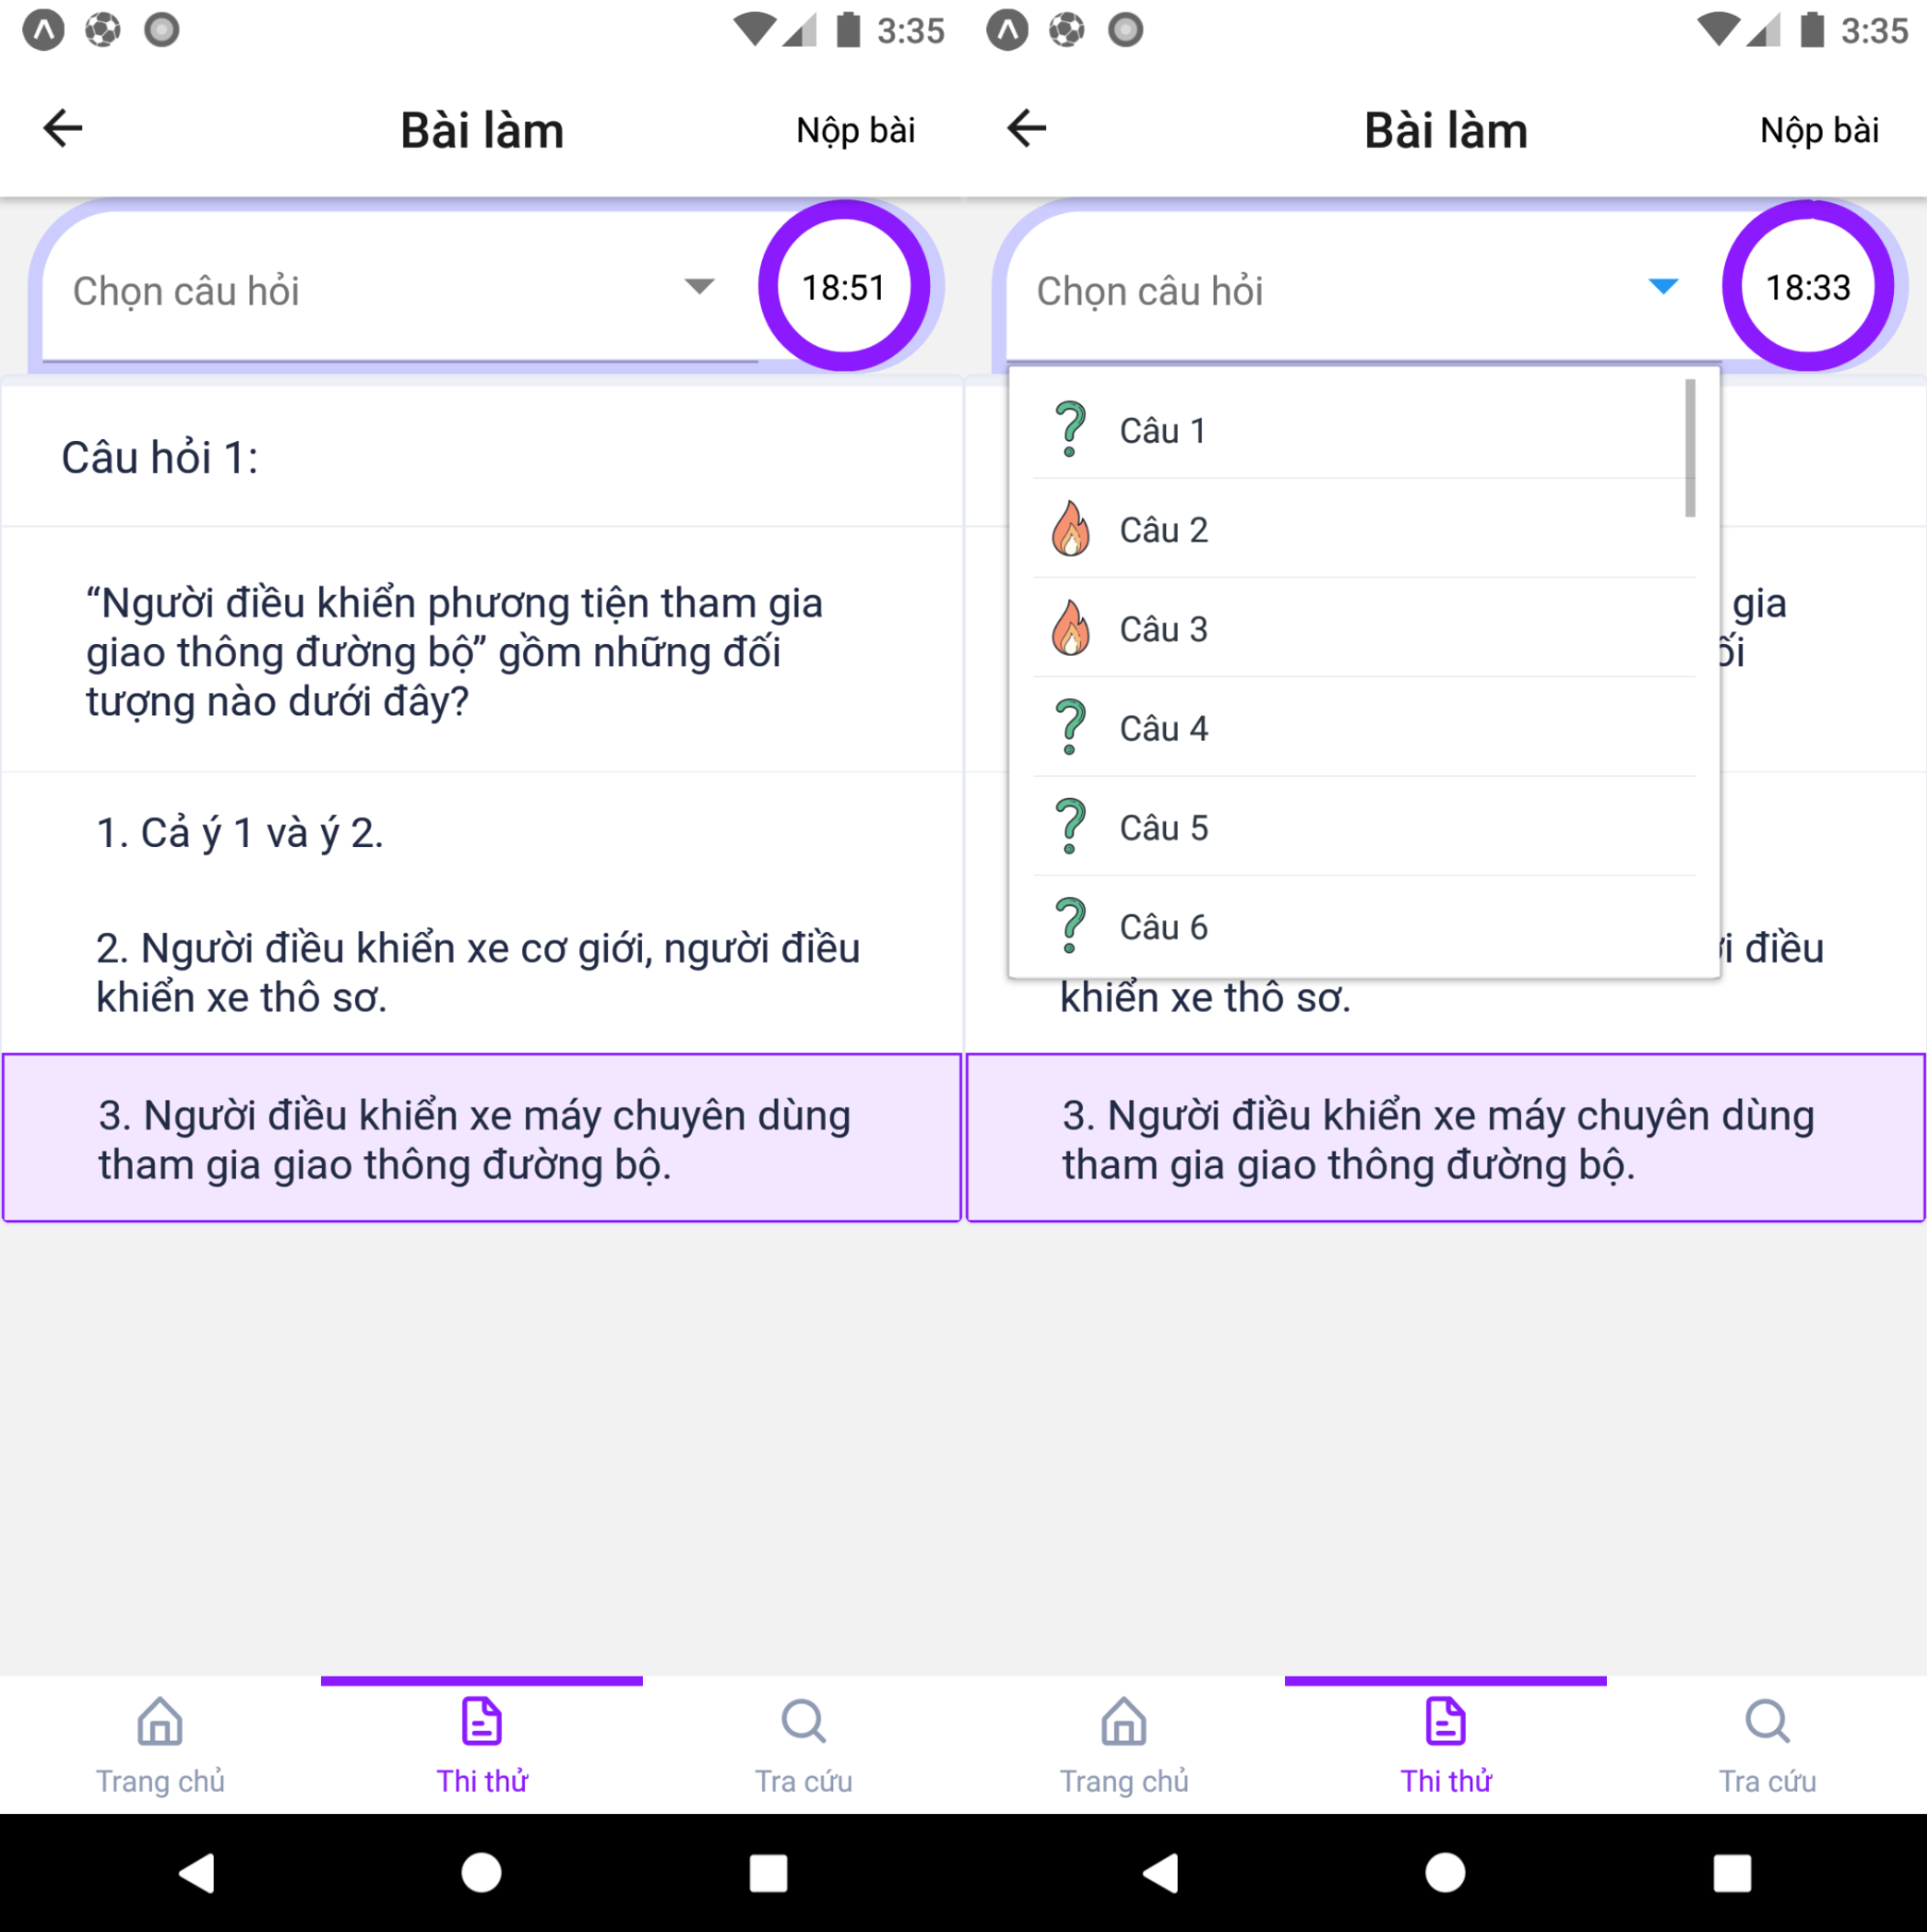 3:35
Bài làm
Nộp bài
Chọn câu hỏi
18:51
Câu hỏi 1:
“Người điều khiển phương tiện tham gia
giao thông đường bộ” gồm những đối
tượng nào dưới đây?
1. Cả ý 1 và ý 2.
2. Người điều khiển xe cơ giới, người điều
khiển xe thô sơ.
3. Người điều khiển xe máy chuyên dùng
tham gia giao thông đường bộ.
Trang chủ
Thi thử
Tra cứu
3:35
Bài làm
Nộp bài
Chọn câu hỏi
18:33
Câu 1
Câu 2
Câu 3
gia
Câu 4
Câu 5
Câu 6
điều
khiển xe thô sơ.
3. Người điều khiển xe máy chuyên dùng
tham gia giao thông đường bộ.
Trang chủ
Thi thử
Tra cứu